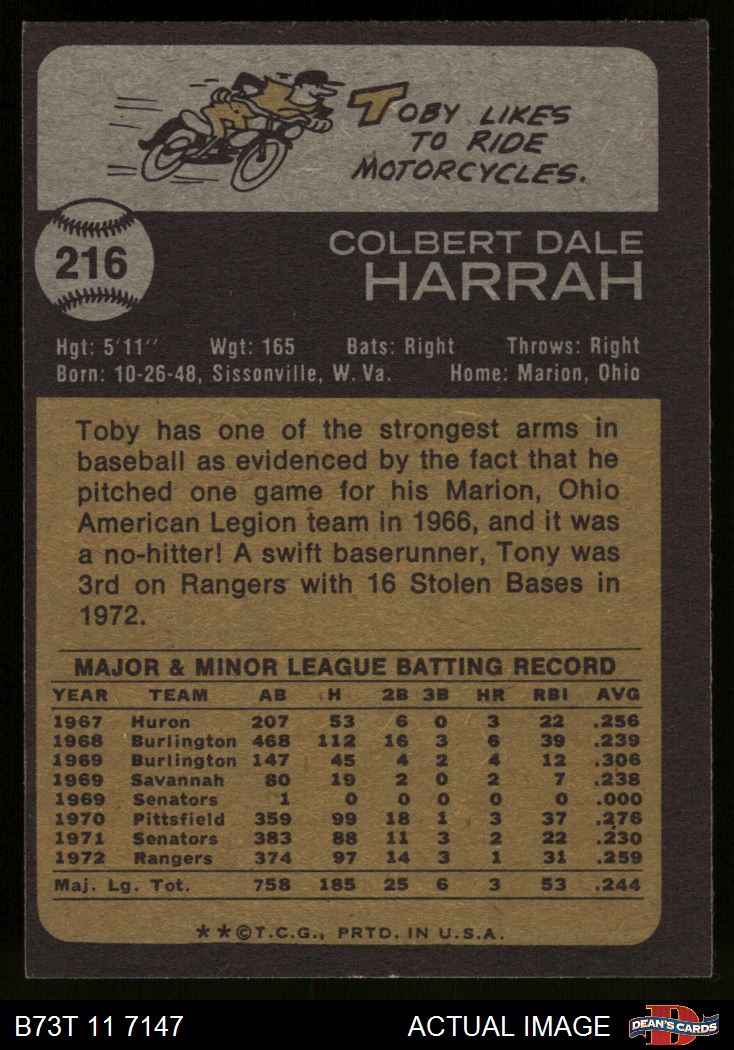 TOBY LIKES
TO RIDE
MOTORCYCLES.
216
COLBERT DALE
HARRAH
Hgt: 5'11'' Wgt: 165 Bats: Right Throws: Right
Born: 10-26-48, Sissonville, W. Va. Home: Marion, Ohio
Toby has one of the strongest arms in
baseball as evidenced by the fact that he
pitched one game for his Marion, Ohio
American Legion team in 1966, and it was
a no-hitter! A swift baserunner, Tony was
3rd on Rangers with 16 Stolen Bases in
1972.
MAJOR & MINOR LEAGUE BATTING RECORD
YEAR TEAM AB H 2B 3B HR RBI AVG
1967 Huron 207 53 6 0 3 22 .256
1968 Burlington 468 112 16 3 6 39 .239
1969 Burlington 147 45 4 2 4 12 .306
1969 Savannah 80 19 2 0 2 7 .238
1969 Senators 1 0 0 0 0 0 .000
1970 Pittsfield 359 99 18 1 3 37 .276
1971 Senators 383 88 11 3 2 22 .230
1972 Rangers 374 97 14 3 1 31 .259
Maj. Lg. Tot. 758 185 25 6 3 53 .244
**©T.C.G., PRTD. IN U.S.A.
B73T 11 7147 ACTUAL IMAGE D DEAN'S CARDS